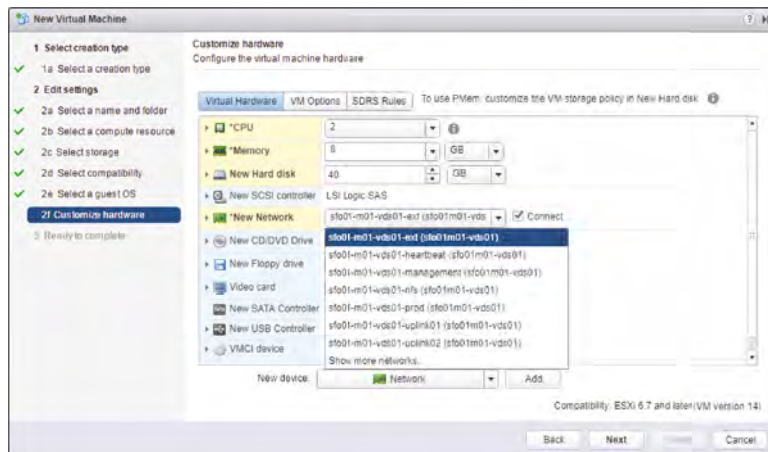 New Virtual Machine
1 Select creation type
1a Select a creation type
2 Edit settings
2a Select a name and folder
2b Select a compute resource
2c Select storage
2d Select compatibility
2e Select a guest OS
2f Customize hardware
3 Ready to complete
Customize hardware
Configure the virtual machine hardware
Virtual Hardware VM Options SDRS Rules To use PMem, customize the VM storage policy in New Hard disk
*CPU 2
*Memory 8 GB
New Hard disk 40 GB
New SCSI controller LSI Logic SAS
*New Network sfo01-m01-vds01-ext (sfo01m01-vds Connect
sfo01-m01-vds01-ext (sfo01m01-vds01)
New CD/DVD Drive sfo01-m01-vds01-heartbeat (sfo01m01-vds01)
New Floppy drive sfo01-m01-vds01-management (sfo01m01-vds01)
Video card sfo01-m01-vds01-nfs (sfo01m01-vds01)
New SATA Controller sfo01-m01-vds01-prod (sfo01m01-vds01)
New USB Controller sfo01-m01-vds01-uplink01 (sfo01m01-vds01)
VMCI device sfo01-m01-vds01-uplink02 (sfo01m01-vds01)
Show more networks.
New device: Network Add
Compatibility: ESXi 6.7 and later (VM version 14)
Back Next Cancel